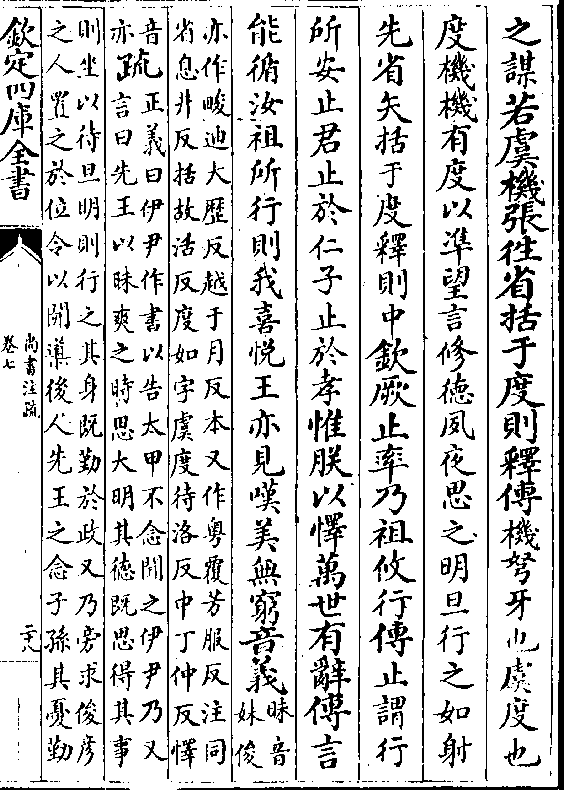 之謀若虞機張往省括于度則釋傳機弩牙也虞度也
度機機有度以準望言修德夙夜思之明旦行之如射
先省矢括于度釋則中欽厥止率乃祖攸行傳止謂行
所安止君止於仁子止於孝惟朕以懌萬世有辭傳言
能循汝祖所行則我喜悅王亦見嘆美無窮音義昧音
妹俊
亦作畯迪大歷反越于月反本又作粵覆芳服反注同
省息井反括故活反度如字虞度待洛反中丁仲反懌
音
亦疏正義曰伊尹作書以告太甲不念聞之伊尹乃又
言曰先王以昧爽之時思大明其德既思得其事
則坐以待旦明則行之其身既勤於政又乃旁求俊彥
之人置之於位令以開導後人先王之念子孫其憂勤
欽定四庫全書
尚書注疏
卷七
二十八